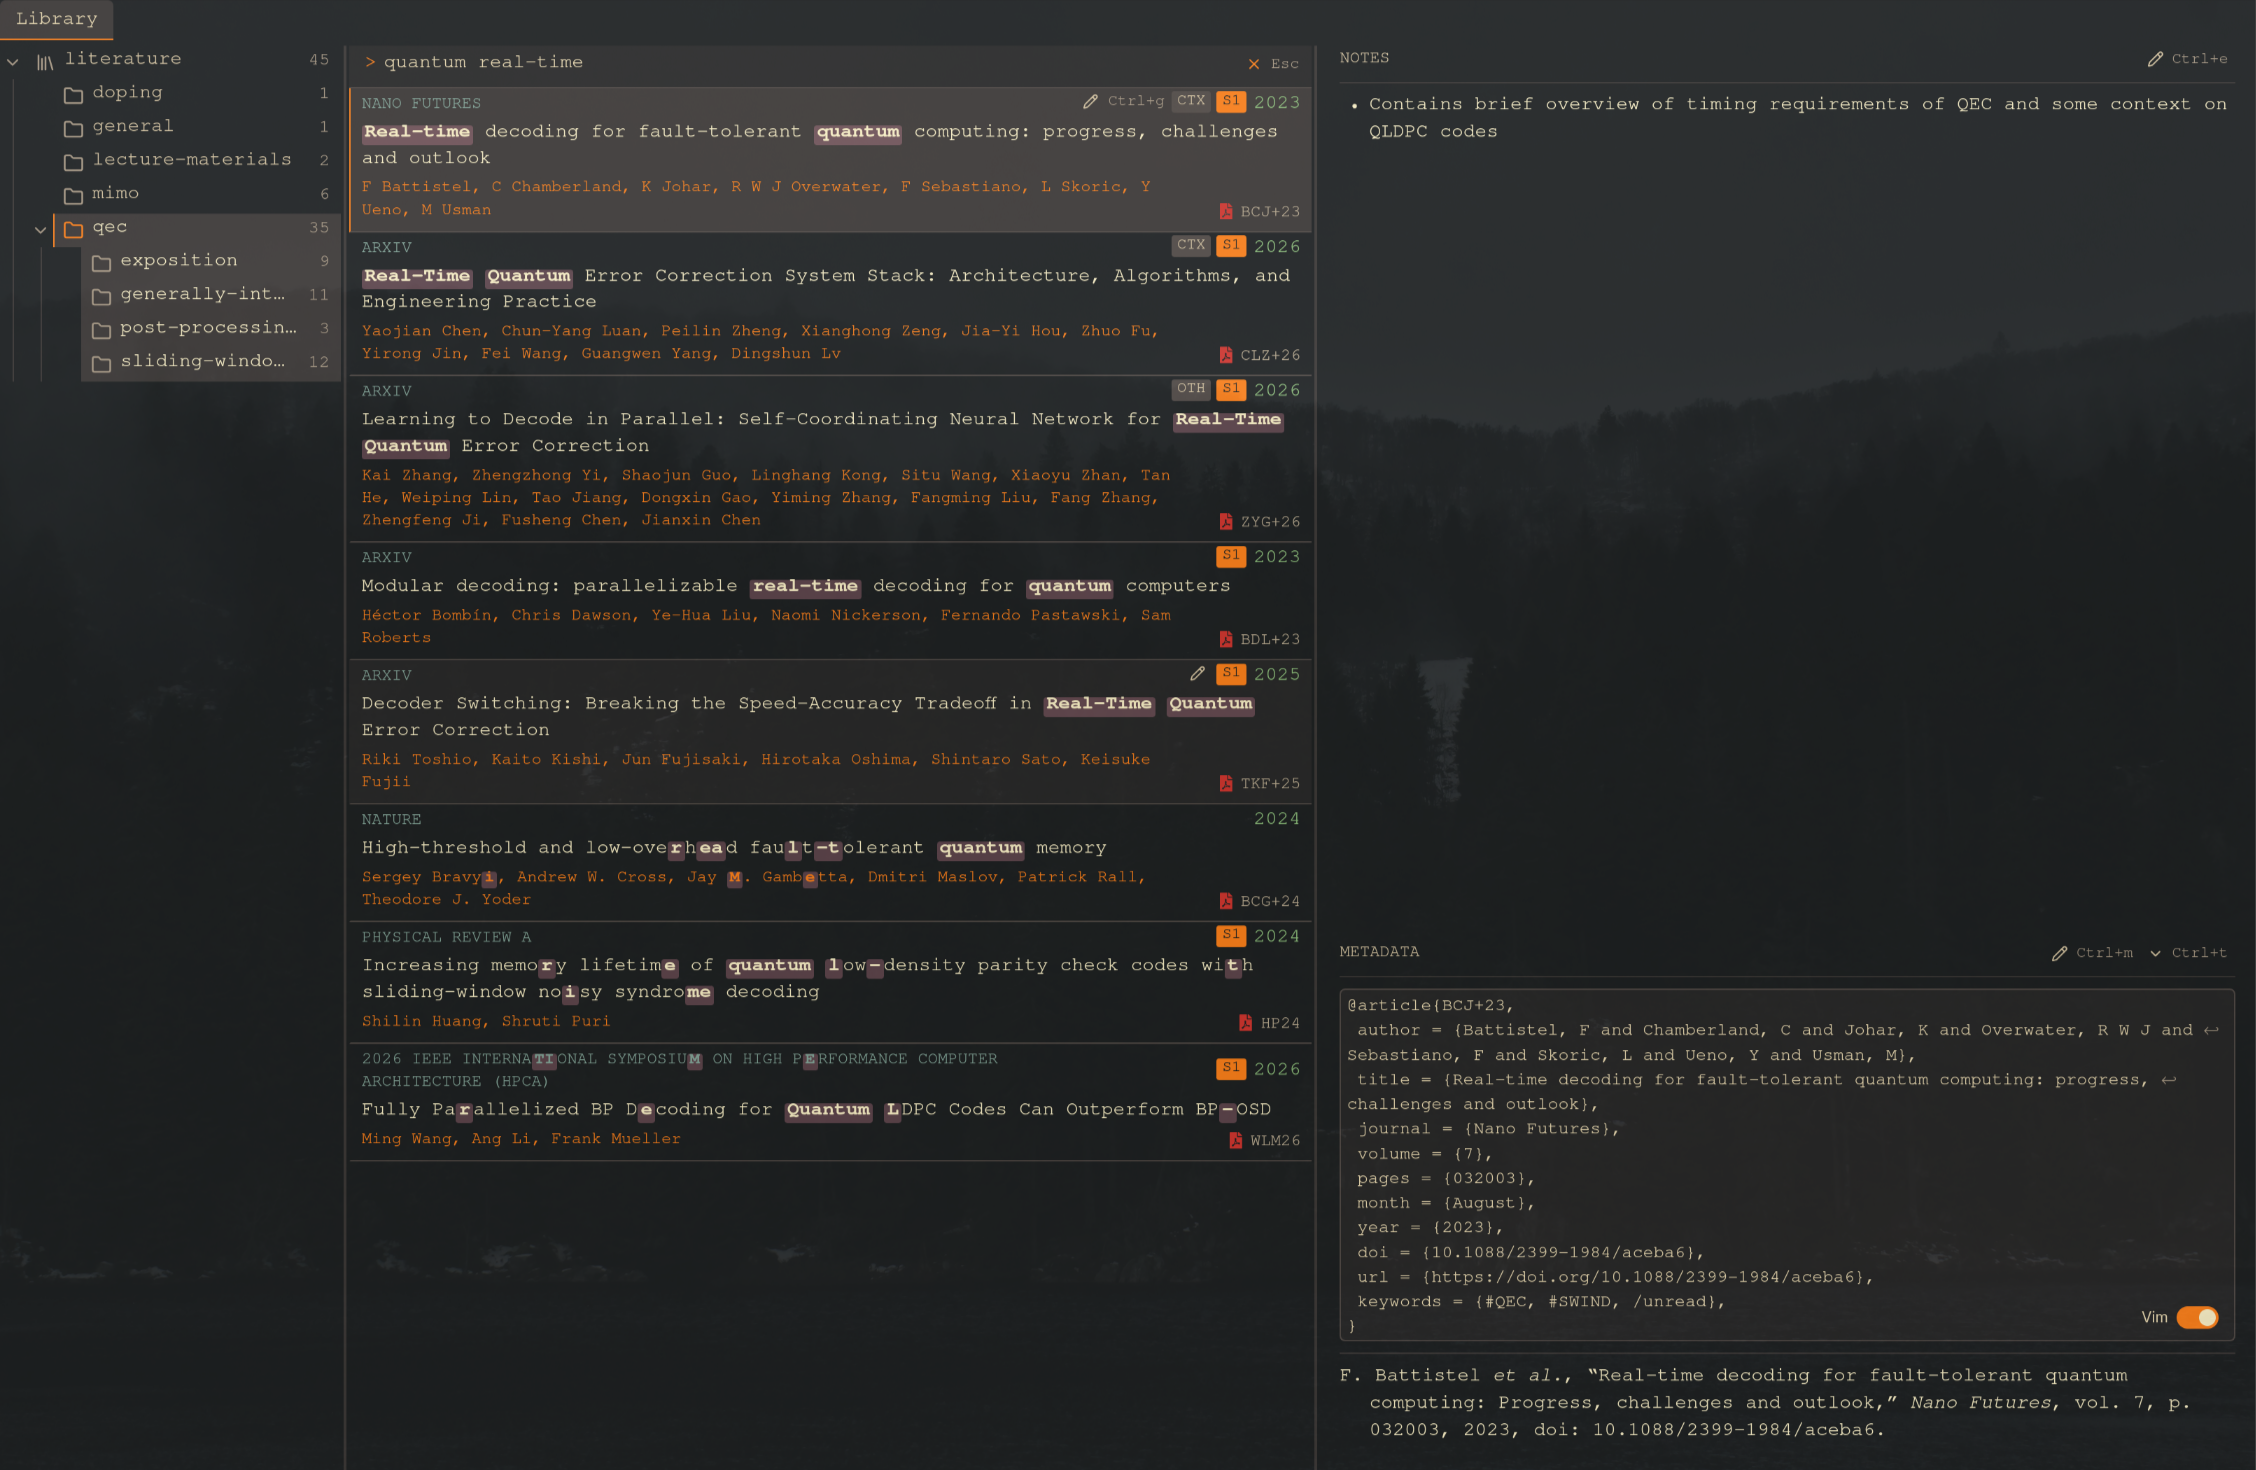 Library
literature 45
doping 1
general 1
lecture-materials 2
mimo 6
qec 35
exposition 9
generally-int… 11
post-processin… 3
sliding-windo… 12
> quantum real-time × Esc
NANO FUTURES Ctrl+g CTX S1 2023
Real-time decoding for fault-tolerant quantum computing: progress, challenges
and outlook
F Battistel, C Chamberland, K Johar, R W J Overwater, F Sebastiano, L Skoric, Y
Ueno, M Usman BCJ+23
ARXIV CTX S1 2026
Real-Time Quantum Error Correction System Stack: Architecture, Algorithms, and
Engineering Practice
Yaojian Chen, Chun-Yang Luan, Peilin Zheng, Xianghong Zeng, Jia-Yi Hou, Zhuo Fu,
Yirong Jin, Fei Wang, Guangwen Yang, Dingshun Lv CLZ+26
ARXIV OTH S1 2026
Learning to Decode in Parallel: Self-Coordinating Neural Network for Real-Time
Quantum Error Correction
Kai Zhang, Zhengzhong Yi, Shaojun Guo, Linghang Kong, Situ Wang, Xiaoyu Zhan, Tan
He, Weiping Lin, Tao Jiang, Dongxin Gao, Yiming Zhang, Fangming Liu, Fang Zhang,
Zhengfeng Ji, Fusheng Chen, Jianxin Chen ZYG+26
ARXIV S1 2023
Modular decoding: parallelizable real-time decoding for quantum computers
Héctor Bombín, Chris Dawson, Ye-Hua Liu, Naomi Nickerson, Fernando Pastawski, Sam
Roberts BDL+23
ARXIV S1 2025
Decoder Switching: Breaking the Speed-Accuracy Tradeoff in Real-Time Quantum
Error Correction
Riki Toshio, Kaito Kishi, Jun Fujisaki, Hirotaka Oshima, Shintaro Sato, Keisuke
Fujii TKF+25
NATURE 2024
High-threshold and low-overhead fault-tolerant quantum memory
Sergey Bravyi, Andrew W. Cross, Jay M. Gambetta, Dmitri Maslov, Patrick Rall,
Theodore J. Yoder BCG+24
PHYSICAL REVIEW A S1 2024
Increasing memory lifetime of quantum low-density parity check codes with
sliding-window noisy syndrome decoding
Shilin Huang, Shruti Puri HP24
2026 IEEE INTERNATIONAL SYMPOSIUM ON HIGH PERFORMANCE COMPUTER
ARCHITECTURE (HPCA) S1 2026
Fully Parallelized BP Decoding for Quantum LDPC Codes Can Outperform BP-OSD
Ming Wang, Ang Li, Frank Mueller WLM26
NOTES Ctrl+e
• Contains brief overview of timing requirements of QEC and some context on
QLDPC codes
METADATA Ctrl+m Ctrl+t
@article{BCJ+23,
author = {Battistel, F and Chamberland, C and Johar, K and Overwater, R W J and ↩
Sebastiano, F and Skoric, L and Ueno, Y and Usman, M},
title = {Real-time decoding for fault-tolerant quantum computing: progress, ↩
challenges and outlook},
journal = {Nano Futures},
volume = {7},
pages = {032003},
month = {August},
year = {2023},
doi = {10.1088/2399-1984/aceba6},
url = {https://doi.org/10.1088/2399-1984/aceba6},
keywords = {#QEC, #SWIND, /unread},
}
Vim
F. Battistel et al., “Real-time decoding for fault-tolerant quantum
computing: Progress, challenges and outlook,” Nano Futures, vol. 7, p.
032003, 2023, doi: 10.1088/2399-1984/aceba6.